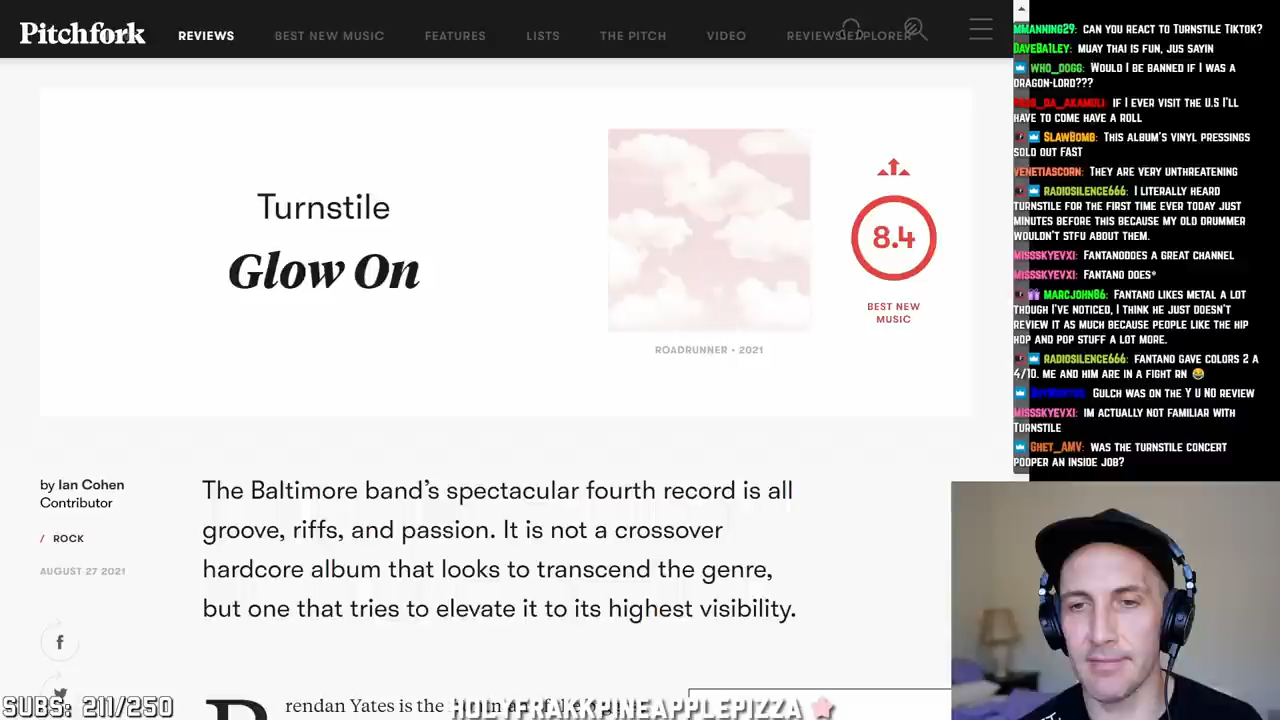 Pitchfork
REVIEWS
BEST NEW MUSIC
FEATURES
LISTS
THE PITCH
VIDEO
Turnstile
Glow On
8.4
BEST NEW
MUSIC
ROADRUNNER • 2021
by Ian Cohen
Contributor
/ ROCK
AUGUST 27 2021
The Baltimore band's spectacular fourth record is all
groove, riffs, and passion. It is not a crossover
hardcore album that looks to transcend the genre,
but one that tries to elevate it to its highest visibility.
rendan Yates is the
SUBS: 211/250
HOLYFRAKKPINEAPPLEPIZZA
MMANNING29: CAN YOU REACT TO TURNSTILE TIKTOK?
DAVEBA7LEY: MUAY THAI IS FUN, JUS SAYIN
WHO_DOGG: WOULD I BE BANNED IF I WAS A
DRAGON-LORD???
IF I EVER VISIT THE U.S I'LL
HAVE TO COME HAVE A ROLL
SLAWBOMB: THIS ALBUM'S VINYL PRESSINGS
SOLD OUT FAST
VENETIASCORN: THEY ARE VERY UNTHREATENING
RADIOSILENCE666: I LITERALLY HEARD
TURNSTILE FOR THE FIRST TIME EVER TODAY JUST
MINUTES BEFORE THIS BECAUSE MY OLD DRUMMER
WOULDN'T STFU ABOUT THEM.
MISSSKYEVXI: FANTANODOES A GREAT CHANNEL
MISSSKYEVXI: FANTANO DOES*
MARCJOHN86: FANTANO LIKES METAL A LOT
THOUGH I'VE NOTICED, I THINK HE JUST DOESN'T
REVIEW IT AS MUCH BECAUSE PEOPLE LIKE THE HIP
HOP AND POP STUFF A LOT MORE.
RADIOSILENCE666: FANTANO GAVE COLORS 2 A
4/10. ME AND HIM ARE IN A FIGHT RN 😂
GULCH WAS ON THE Y U NO REVIEW
MISSSKYEVXI: IM ACTUALLY NOT FAMILIAR WITH
TURNSTILE
GHET_AMV: WAS THE TURNSTILE CONCERT
POOPER AN INSIDE JOB?